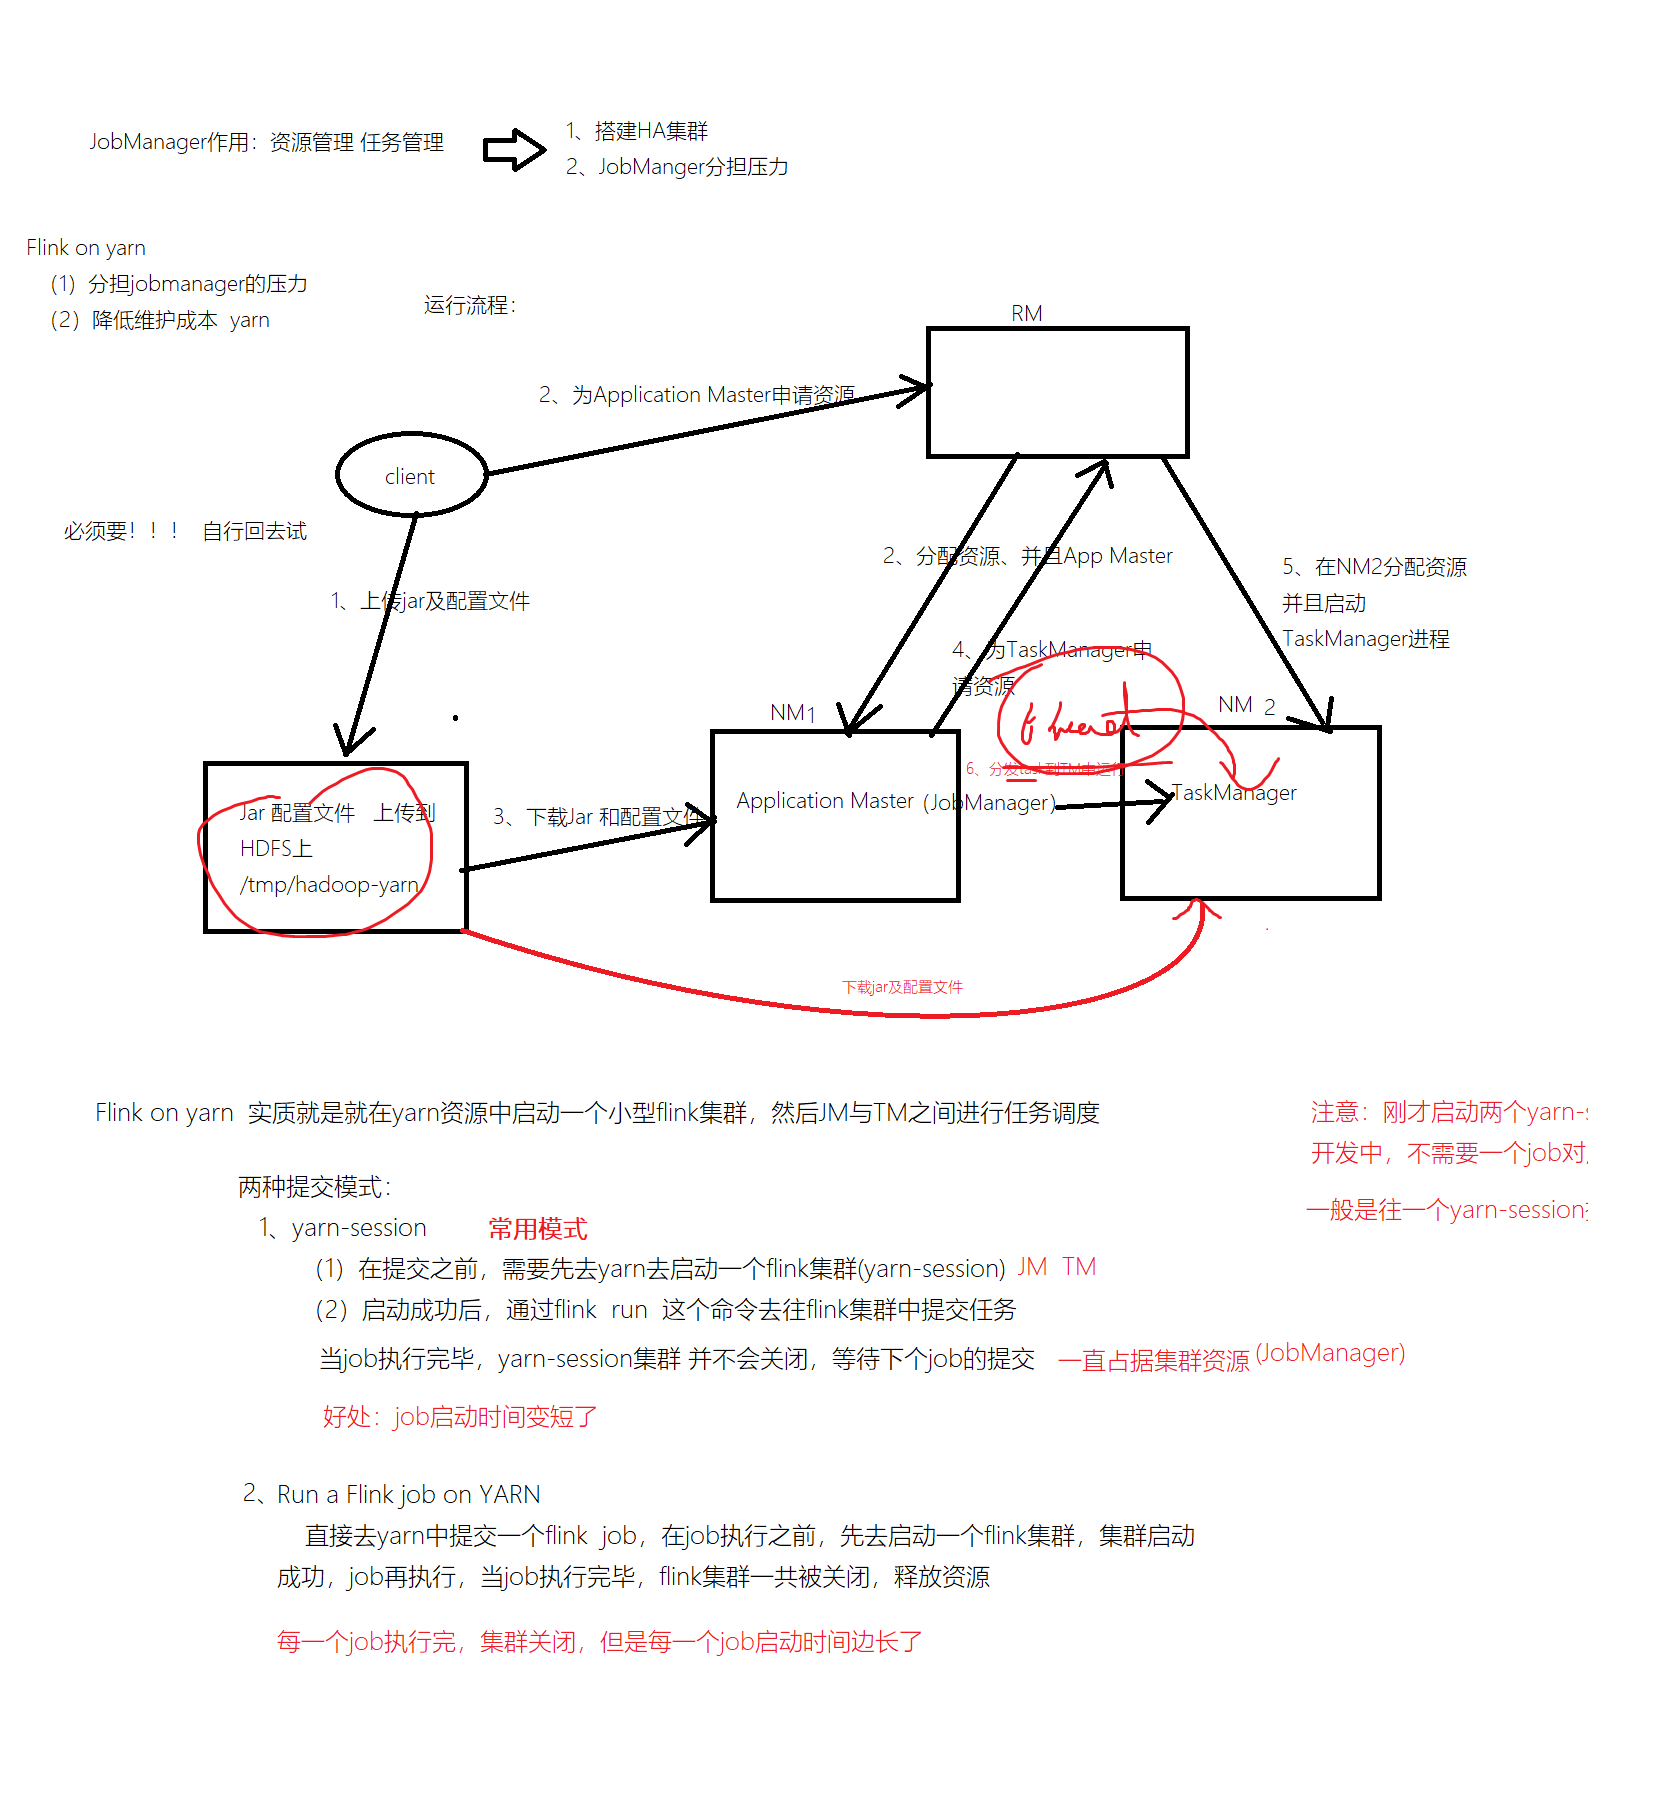 JobManager作用：资源管理 任务管理
1、搭建HA集群
2、JobManger分担压力
Flink on yarn
(1) 分担jobmanager的压力
(2) 降低维护成本 yarn
运行流程：
RM
2、为Application Master申请资源
client
必须要！！！ 自行回去试
1、上传jar及配置文件
2、分配资源、并且App Master
5、在NM2分配资源
并且启动
TaskManager进程
4、为TaskManager申
请资源
NM1
NM 2
6、分发task到TM中运行
Jar 配置文件 上传到
HDFS上
/tmp/hadoop-yarn
3、下载Jar 和配置文件
Application Master (JobManager)
TaskManager
下载jar及配置文件
Flink on yarn 实质就是就在yarn资源中启动一个小型flink集群，然后JM与TM之间进行任务调度
注意：刚才启动两个yarn-
开发中，不需要一个job对
一般是往一个yarn-session
两种提交模式：
1、yarn-session 常用模式
(1) 在提交之前，需要先去yarn去启动一个flink集群(yarn-session) JM TM
(2) 启动成功后，通过flink run 这个命令去往flink集群中提交任务
当job执行完毕，yarn-session集群 并不会关闭，等待下个job的提交 一直占据集群资源 (JobManager)
好处：job启动时间变短了
2、Run a Flink job on YARN
直接去yarn中提交一个flink job，在job执行之前，先去启动一个flink集群，集群启动
成功，job再执行，当job执行完毕，flink集群一共被关闭，释放资源
每一个job执行完，集群关闭，但是每一个job启动时间边长了